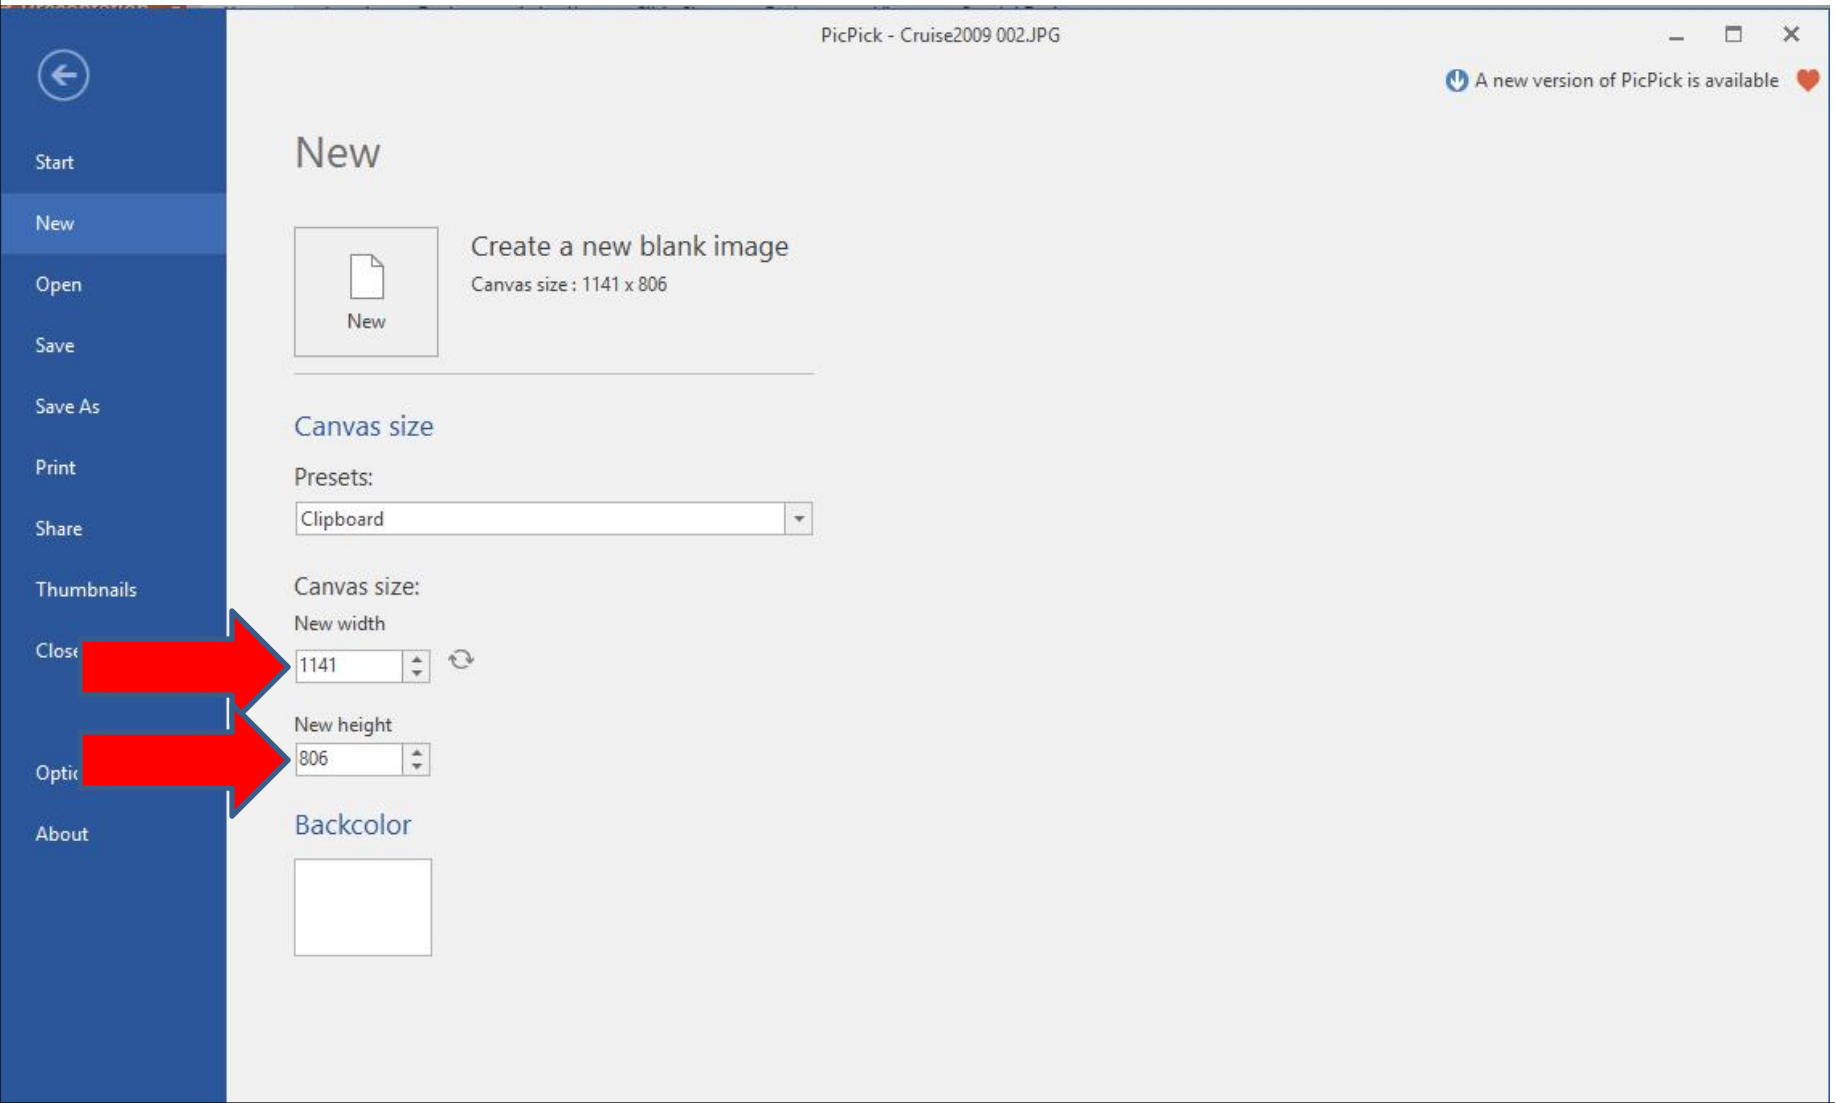 PicPick - Cruise2009 002.JPG
A new version of PicPick is available
Start
New
Open
Save
Save As
Print
Share
Thumbnails
Close
About
New
New
Create a new blank image
Canvas size : 1141 x 806
Canvas size
Presets:
Clipboard
Canvas size:
New width
1141
New height
806
Backcolor